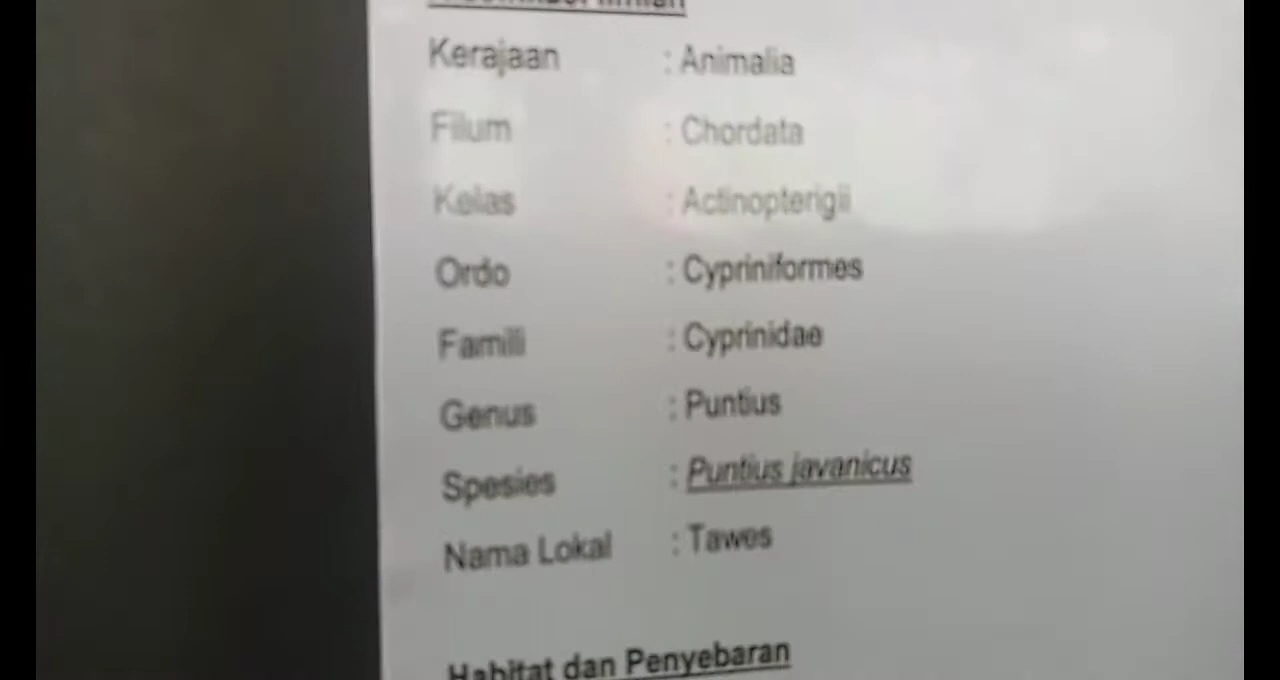 Kerajaan : Animalia
Filum : Chordata
Kelas : Actinopterigii
Ordo : Cypriniformes
Famili : Cyprinidae
Genus : Puntius
Spesies : Puntius javanicus
Nama Lokal : Tawes
Habitat dan Penyebaran